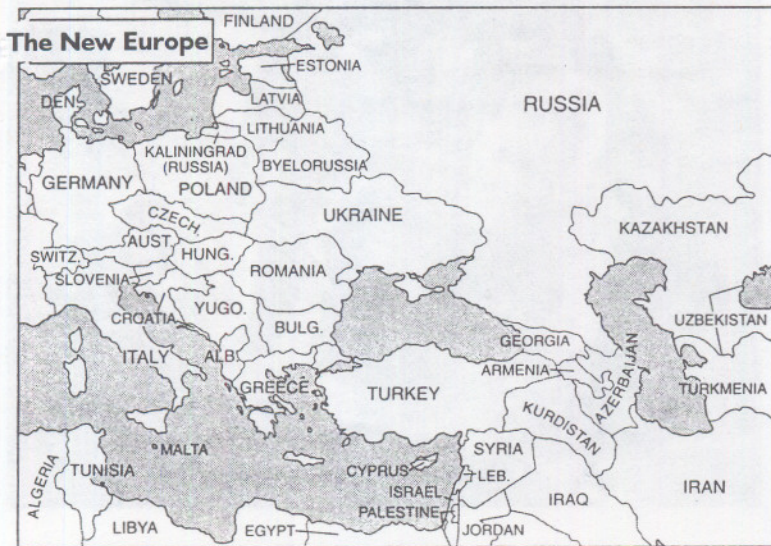 FINLAND
The New Europe
SWEDEN
ESTONIA
RUSSIA
DEN.
LATVIA
LITHUANIA
KALININGRAD
(RUSSIA)
BYELORUSSIA
GERMANY
POLAND
CZECH.
UKRAINE
KAZAKHSTAN
AUST.
SWITZ.
HUNG.
SLOVENIA
ROMANIA
YUGO.
CROATIA
BULG.
UZBEKISTAN
GEORGIA
ITALY
ALB.
ARMENIA
AZERBAIJAN
GREECE
TURKEY
TURKMENIA
KURDISTAN
MALTA
SYRIA
ALGERIA
TUNISIA
CYPRUS
LEB.
ISRAEL
IRAQ
IRAN
PALESTINE
LIBYA
EGYPT
JORDAN